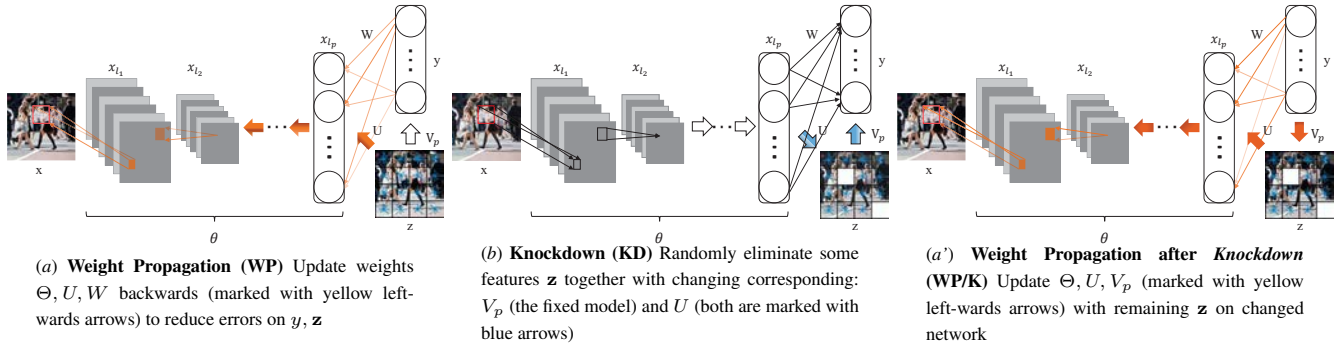 x_{l_1}
x_{l_2}
x_{l_p}
W
y
U
V_p
x
z
θ
(a) Weight Propagation (WP) Update weights
Θ, U, W backwards (marked with yellow left-
wards arrows) to reduce errors on y, z
x_{l_1}
x_{l_2}
x_{l_p}
W
y
U
V_p
x
z
θ
(b) Knockdown (KD) Randomly eliminate some
features z together with changing corresponding:
V_p (the fixed model) and U (both are marked with
blue arrows)
x_{l_1}
x_{l_2}
x_{l_p}
W
y
U
V_p
x
z
θ
(a') Weight Propagation after Knockdown
(WP/K) Update Θ, U, V_p (marked with yellow
left-wards arrows) with remaining z on changed
network